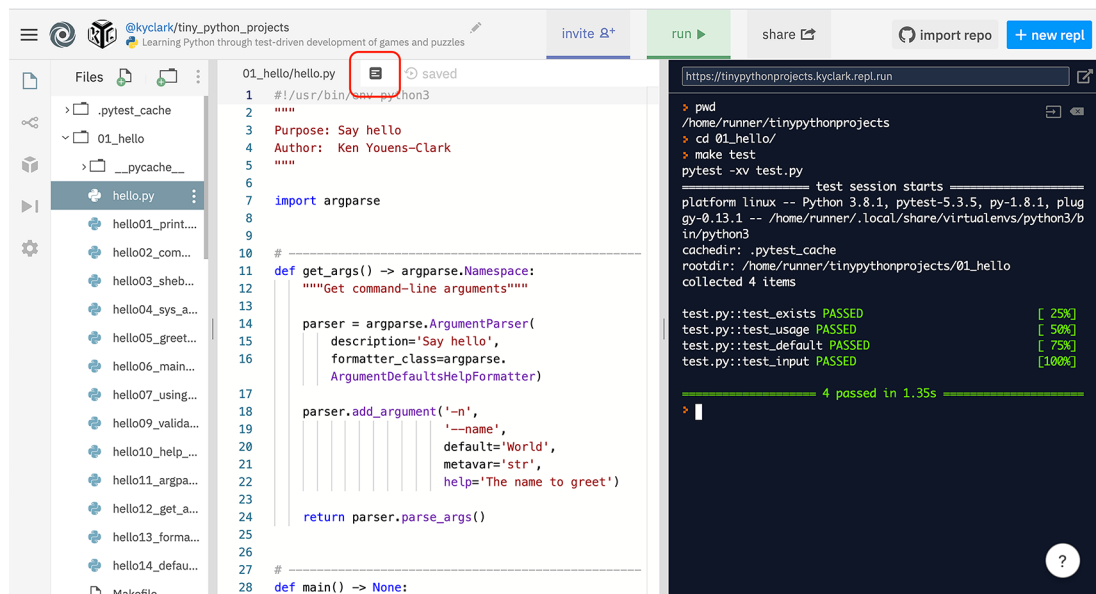 @kyclark/tiny_python_projects
Learning Python through test-driven development of games and puzzles
invite
run
share
import repo
+ new repl
Files
.pytest_cache
01_hello
__pycache__
hello.py
hello01_print....
hello02_com...
hello03_sheb...
hello04_sys_a...
hello05_greet...
hello06_main...
hello07_using...
hello09_valida...
hello10_help_...
hello11_argpa...
hello12_get_a...
hello13_forma...
hello14_defau...
Makefile
01_hello/hello.py
saved
1 #!/usr/bin/env python3
2 """
3 Purpose: Say hello
4 Author:  Ken Youens-Clark
5 """
6
7 import argparse
8
9
10 # --------------------------------------------------
11 def get_args() -> argparse.Namespace:
12     """Get command-line arguments"""
13
14     parser = argparse.ArgumentParser(
15         description='Say hello',
16         formatter_class=argparse.
        ArgumentDefaultsHelpFormatter)
17
18     parser.add_argument('-n',
19                         '--name',
20                         default='World',
21                         metavar='str',
22                         help='The name to greet')
23
24     return parser.parse_args()
25
26
27 # --------------------------------------------------
28 def main() -> None:
https://tinypythonprojects.kyclark.repl.run
> pwd
/home/runner/tinypythonprojects
> cd 01_hello/
> make test
pytest -xv test.py
=================== test session starts ====================
platform linux -- Python 3.8.1, pytest-5.3.5, py-1.8.1, plug
gy-0.13.1 -- /home/runner/.local/share/virtualenvs/python3/b
in/python3
cachedir: .pytest_cache
rootdir: /home/runner/tinypythonprojects/01_hello
collected 4 items
test.py::test_exists PASSED [ 25%]
test.py::test_usage PASSED [ 50%]
test.py::test_default PASSED [ 75%]
test.py::test_input PASSED [100%]
==================== 4 passed in 1.35s =====================
>
?